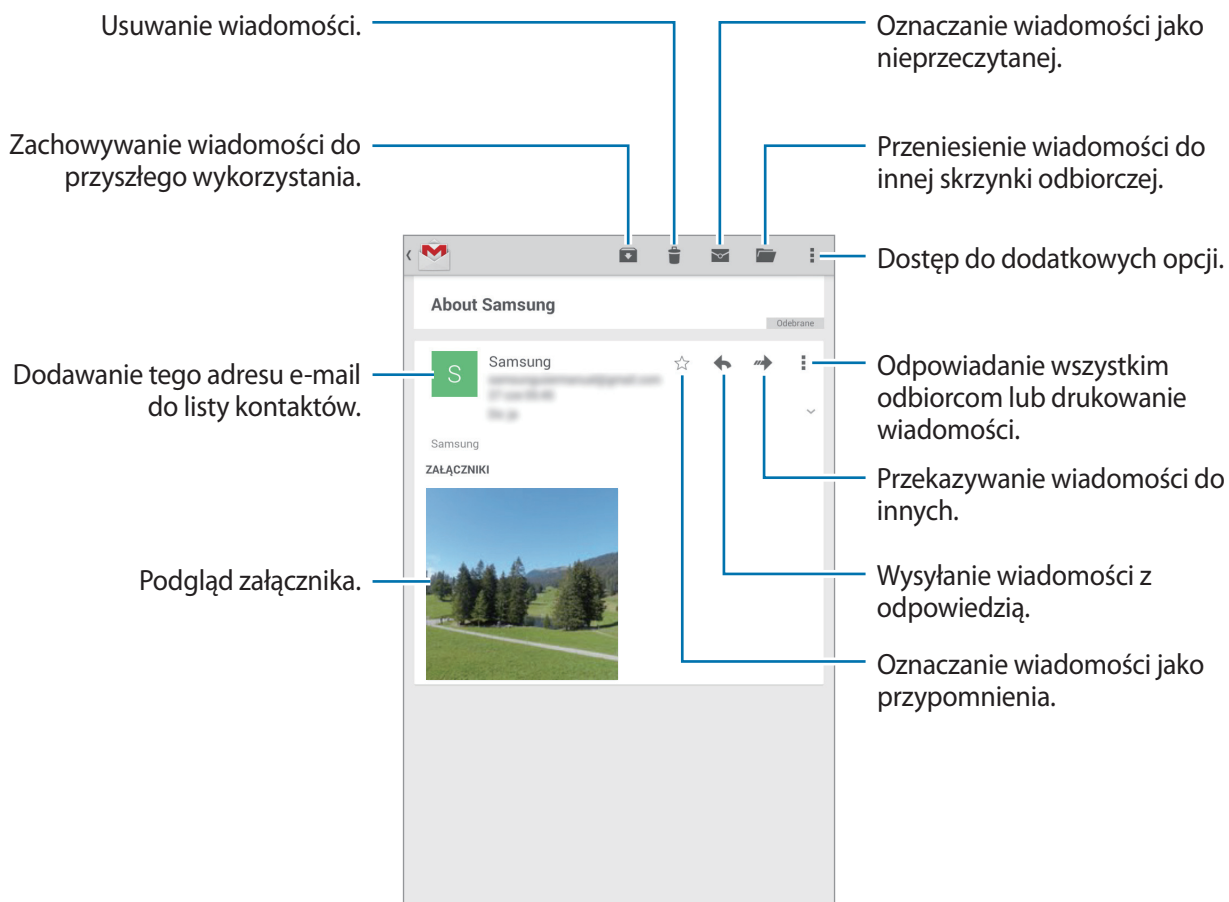 Usuwanie wiadomości.
Oznaczanie wiadomości jako
nieprzeczytanej.
Zachowywanie wiadomości do
przyszłego wykorzystania.
Przeniesienie wiadomości do
innej skrzynki odbiorczej.
Dostęp do dodatkowych opcji.
About Samsung
Odebrane
Dodawanie tego adresu e-mail
do listy kontaktów.
S
Samsung
Odpowiadanie wszystkim
odbiorcom lub drukowanie
wiadomości.
Samsung
ZAŁĄCZNIKI
Przekazywanie wiadomości do
innych.
Podgląd załącznika.
Wysyłanie wiadomości z
odpowiedzią.
Oznaczanie wiadomości jako
przypomnienia.